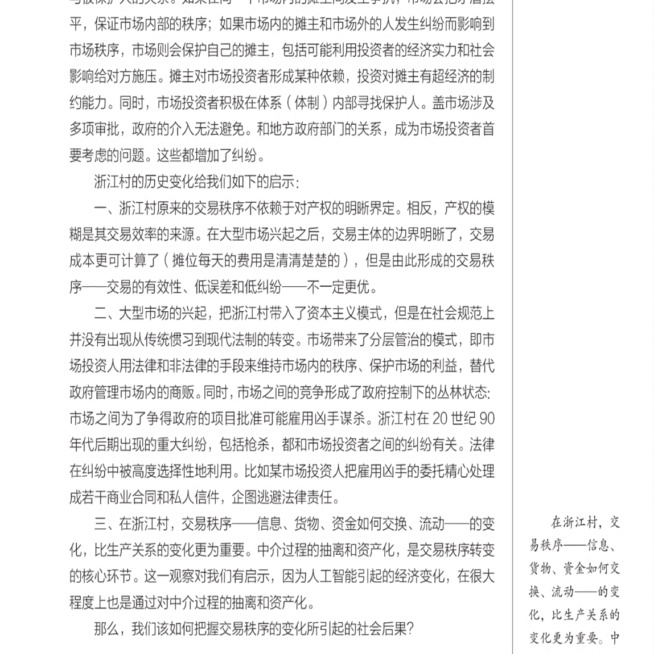 平，保证市场内部的秩序；如果市场内的摊主和市场外的人发生纠纷而影响到
市场秩序，市场则会保护自己的摊主，包括可能利用投资者的经济实力和社会
影响给对方施压。摊主对市场投资者形成某种依赖，投资对摊主有超经济的制
约能力。同时，市场投资者积极在体系（体制）内部寻找保护人。盖市场涉及
多项审批，政府的介入无法避免。和地方政府部门的关系，成为市场投资者首
要考虑的问题。这些都增加了纠纷。
浙江村的历史变化给我们如下的启示：
一、浙江村原来的交易秩序不依赖于对产权的明晰界定。相反，产权的模
糊是其交易效率的来源。在大型市场兴起之后，交易主体的边界明晰了，交易
成本更可计算了（摊位每天的费用是清清楚楚的），但是由此形成的交易秩
序——交易的有效性、低误差和低纠纷——不一定更优。
二、大型市场的兴起，把浙江村带入了资本主义模式，但是在社会规范上
并没有出现从传统惯习到现代法制的转变。市场带来了分层管治的模式，即市
场投资人用法律和非法律的手段来维持市场内的秩序、保护市场的利益，替代
政府管理市场内的商贩。同时，市场之间的竞争形成了政府控制下的丛林状态：
市场之间为了争得政府的项目批准可能雇用凶手谋杀。浙江村在 20 世纪 90
年代后期出现的重大纠纷，包括枪杀，都和市场投资者之间的纠纷有关。法律
在纠纷中被高度选择性地利用。比如某市场投资人把雇用凶手的委托精心处理
成若干商业合同和私人信件，企图逃避法律责任。
三、在浙江村，交易秩序——信息、货物、资金如何交换、流动——的变
化，比生产关系的变化更为重要。中介过程的抽离和资产化，是交易秩序转变
的核心环节。这一观察对我们有启示，因为人工智能引起的经济变化，在很大
程度上也是通过对中介过程的抽离和资产化。
那么，我们该如何把握交易秩序的变化所引起的社会后果？
在浙江村，交
易秩序——信息、
货物、资金如何交
换、流动——的变
化，比生产关系的
变化更为重要。中